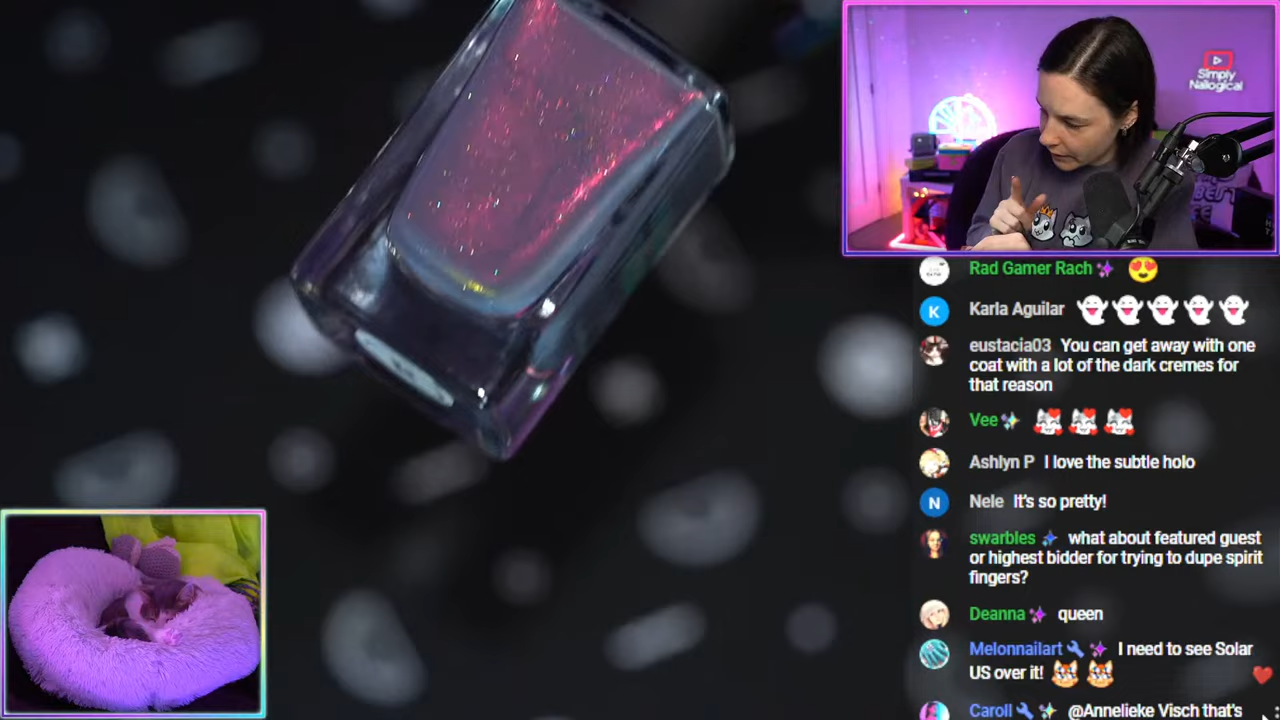 Simply
Nailogical
Rad Gamer Rach
Karla Aguilar
eustacia03 You can get away with one
coat with a lot of the dark cremes for
that reason
Vee
Ashlyn P I love the subtle holo
N Nele It's so pretty!
swarbles what about featured guest
or highest bidder for trying to dupe spirit
fingers?
Deanna queen
Melonnailart I need to see Solar
US over it!
Caroll @Annelieke Visch that's